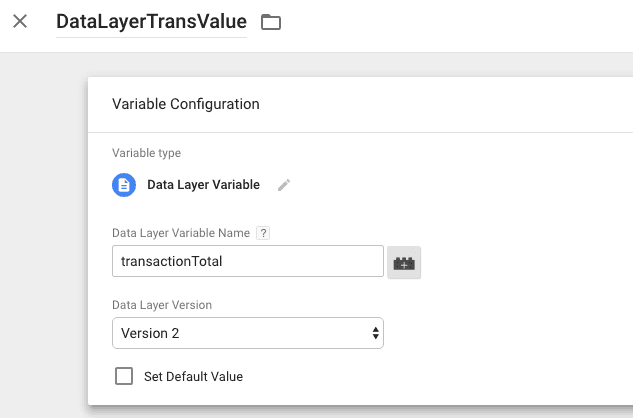 DataLayerTransValue
Variable Configuration
Variable type
Data Layer Variable
Data Layer Variable Name ?
transactionTotal
Data Layer Version
Version 2
Set Default Value